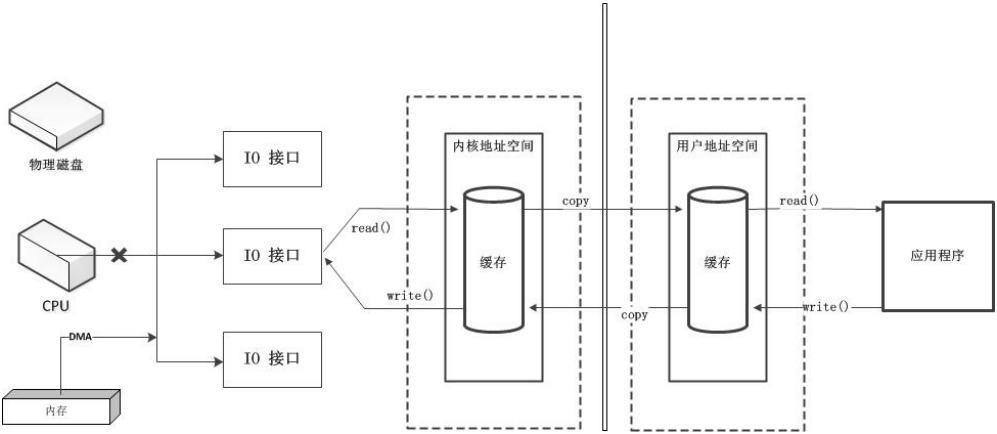 物理磁盘
CPU
DMA
内存
IO 接口
IO 接口
IO 接口
read()
write()
内核地址空间
缓存
copy
copy
用户地址空间
缓存
read()
write()
应用程序